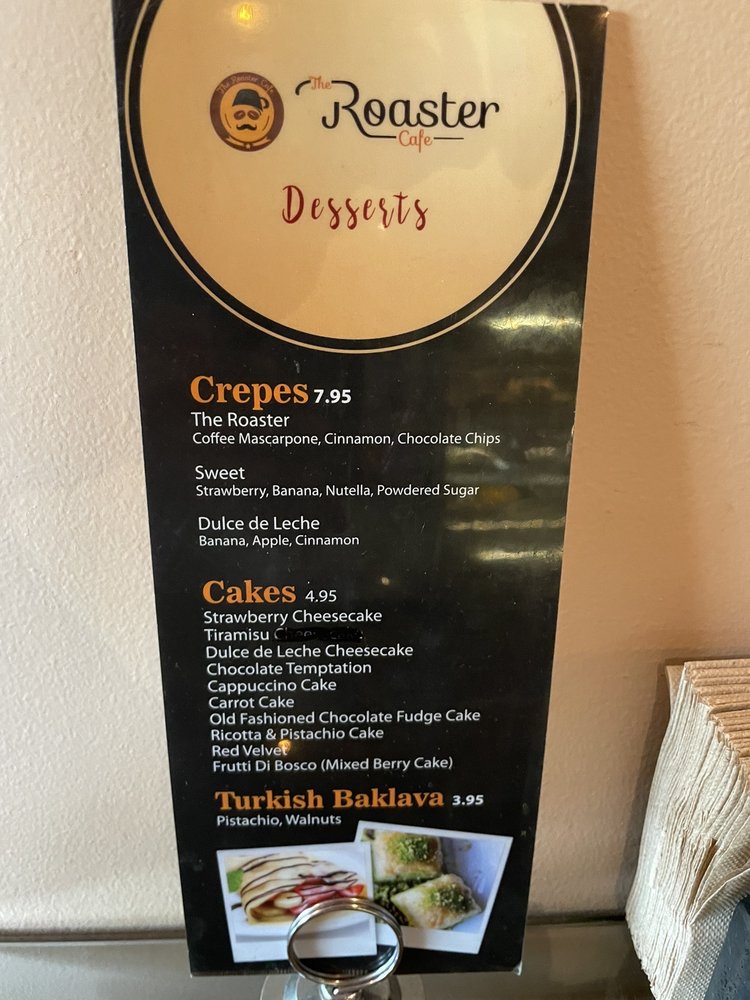 The Roaster Cafe
The
Roaster
Cafe
Desserts
Crepes 7.95
The Roaster
Coffee Mascarpone, Cinnamon, Chocolate Chips
Sweet
Strawberry, Banana, Nutella, Powdered Sugar
Dulce de Leche
Banana, Apple, Cinnamon
Cakes 4.95
Strawberry Cheesecake
Tiramisu
Dulce de Leche Cheesecake
Chocolate Temptation
Cappuccino Cake
Carrot Cake
Old Fashioned Chocolate Fudge Cake
Ricotta & Pistachio Cake
Red Velvet
Frutti Di Bosco (Mixed Berry Cake)
Turkish Baklava 3.95
Pistachio, Walnuts